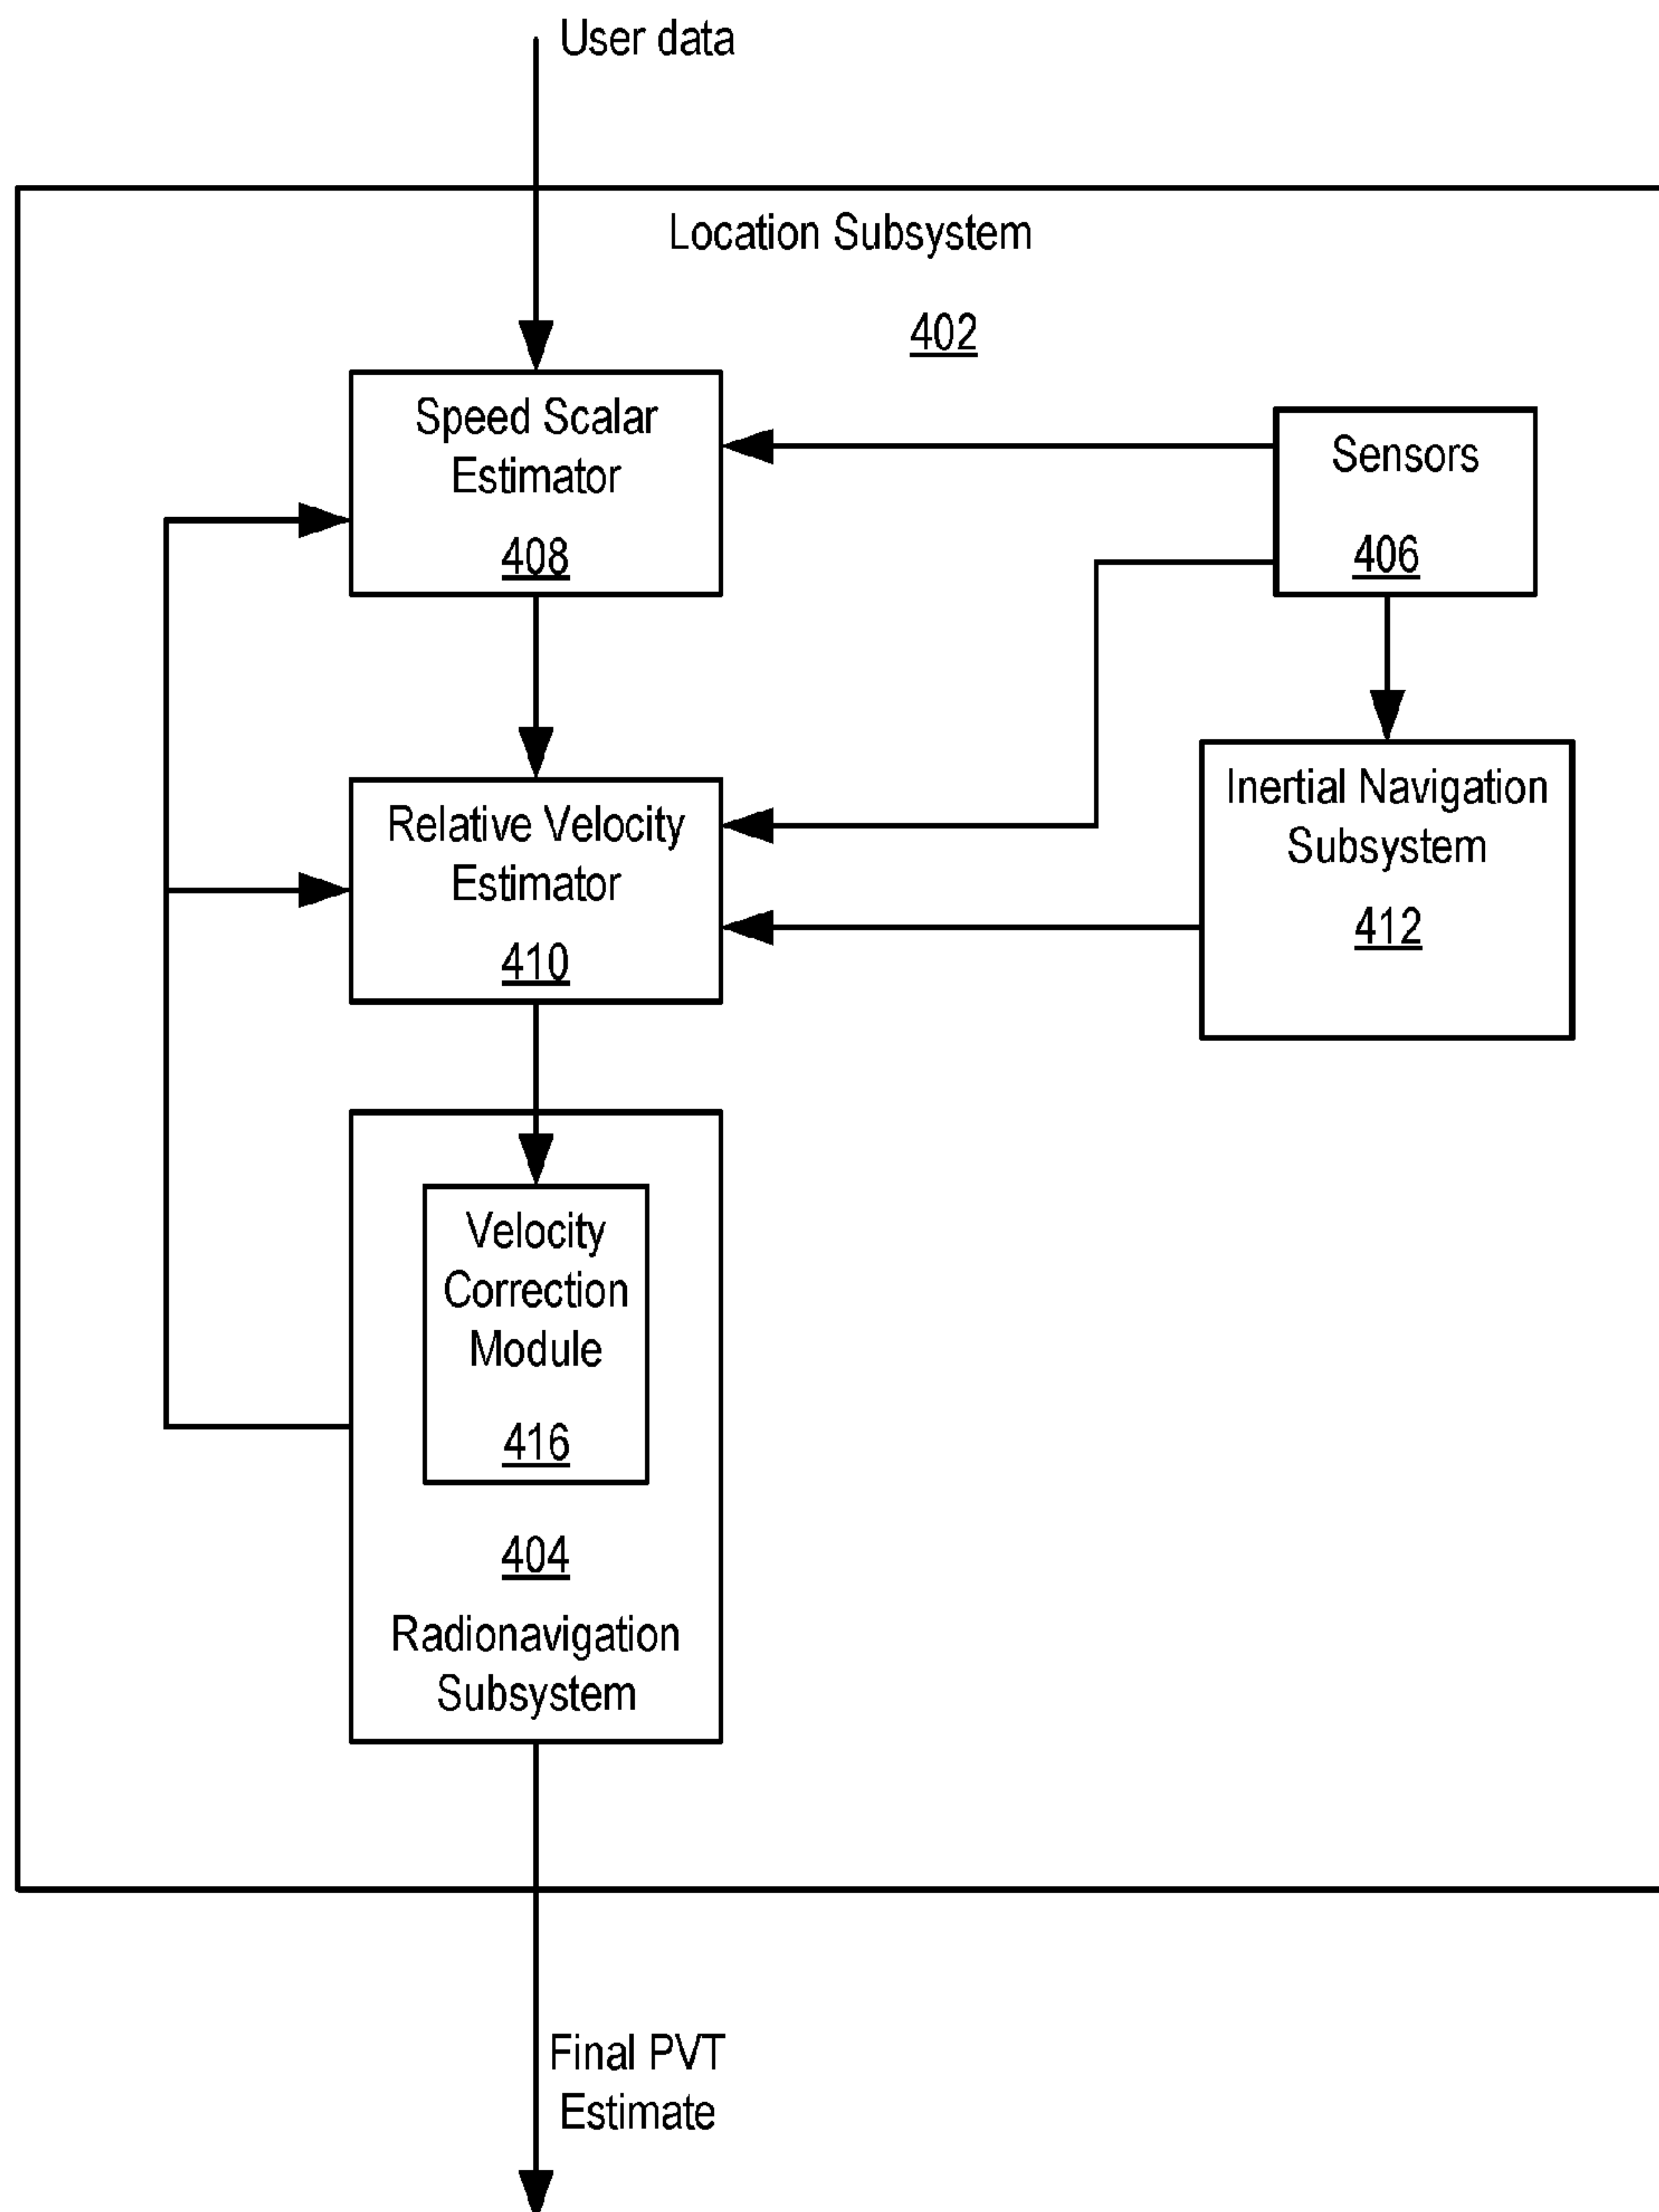 User data
Location Subsystem
402
Speed Scalar
Estimator
408
Sensors
406
Relative Velocity
Estimator
410
Inertial Navigation
Subsystem
412
Velocity
Correction
Module
416
404
Radionavigation
Subsystem
Final PVT
Estimate